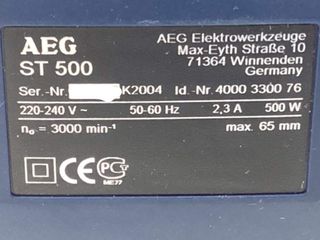 AEG
ST 500
AEG Elektrowerkzeuge
Max-Eyth Straße 10
71364 Winnenden
Germany
Ser.-Nr. K2004 Id.-Nr. 4000 3300 76
220-240 V ~ 50-60 Hz 2,3 A 500 W
n₀ = 3000 min⁻¹ max. 65 mm
CE PC
ME77